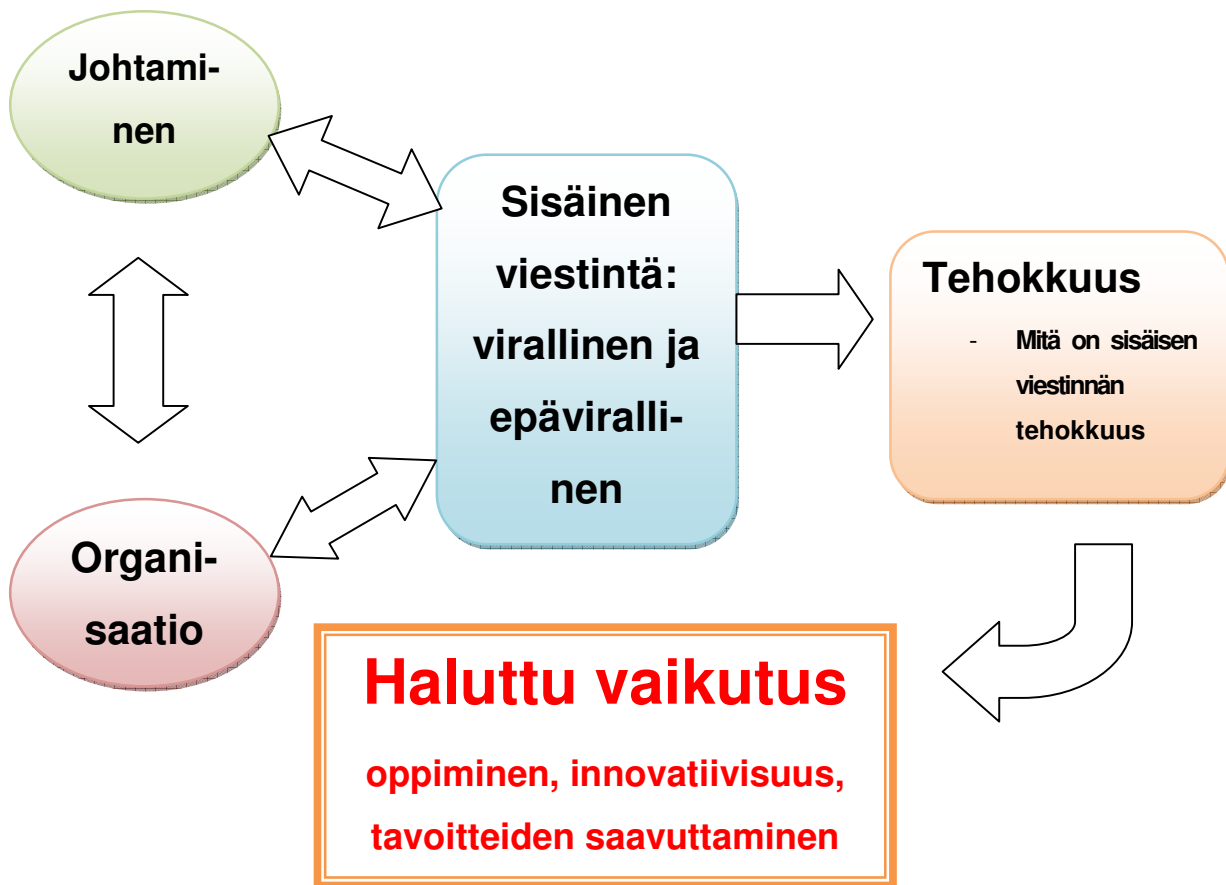 Johtami-
nen
Sisäinen
viestintä:
virallinen ja
epäviralli-
nen
Tehokkuus
- Mitä on sisäisen
viestinnän
tehokkuus
Organi-
saatio
Haluttu vaikutus
oppiminen, innovatiivisuus,
tavoitteiden saavuttaminen